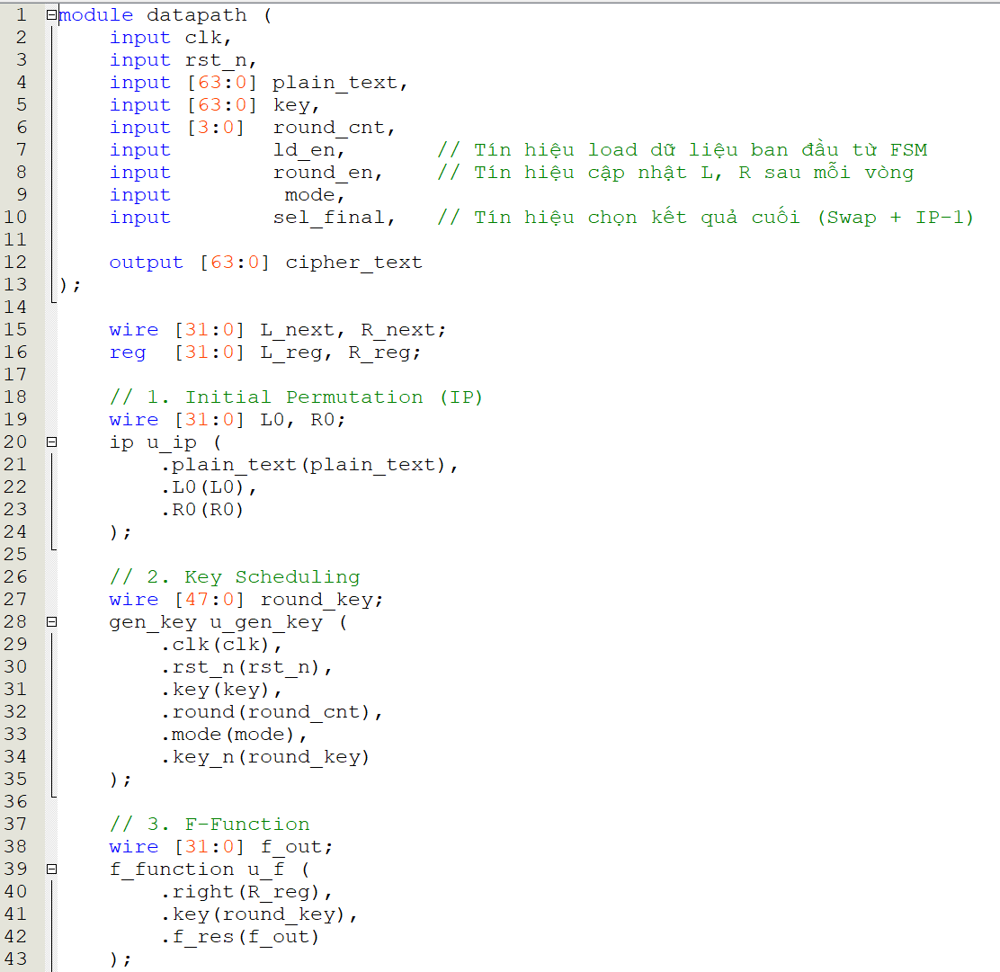 1 module datapath (
2     input clk,
3     input rst_n,
4     input [63:0] plain_text,
5     input [63:0] key,
6     input [3:0]  round_cnt,
7     input        ld_en,       // Tín hiệu load dữ liệu ban đầu từ FSM
8     input        round_en,    // Tín hiệu cập nhật L, R sau mỗi vòng
9     input         mode,
10     input        sel_final,   // Tín hiệu chọn kết quả cuối (Swap + IP-1)
11
12     output [63:0] cipher_text
13 );
14
15     wire [31:0] L_next, R_next;
16     reg  [31:0] L_reg, R_reg;
17
18     // 1. Initial Permutation (IP)
19     wire [31:0] L0, R0;
20     ip u_ip (
21         .plain_text(plain_text),
22         .L0(L0),
23         .R0(R0)
24     );
25
26     // 2. Key Scheduling
27     wire [47:0] round_key;
28     gen_key u_gen_key (
29         .clk(clk),
30         .rst_n(rst_n),
31         .key(key),
32         .round(round_cnt),
33         .mode(mode),
34         .key_n(round_key)
35     );
36
37     // 3. F-Function
38     wire [31:0] f_out;
39     f_function u_f (
40         .right(R_reg),
41         .key(round_key),
42         .f_res(f_out)
43     );